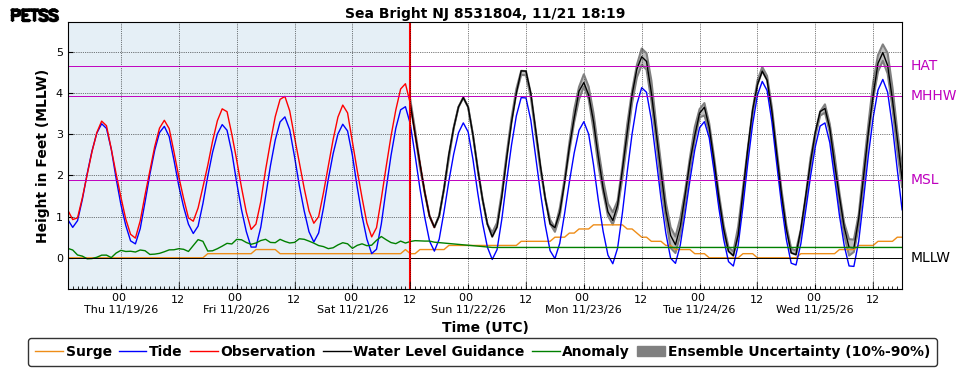 PETSS
Sea Bright NJ 8531804, 11/21 18:19
Height in Feet (MLLW)
5
4
3
2
1
0
HAT
MHHW
MSL
MLLW
00 12 00 12 00 12 00 12 00 12 00 12 00 12
Thu 11/19/26 Fri 11/20/26 Sat 11/21/26 Sun 11/22/26 Mon 11/23/26 Tue 11/24/26 Wed 11/25/26
Time (UTC)
Surge Tide Observation Water Level Guidance Anomaly Ensemble Uncertainty (10%-90%)